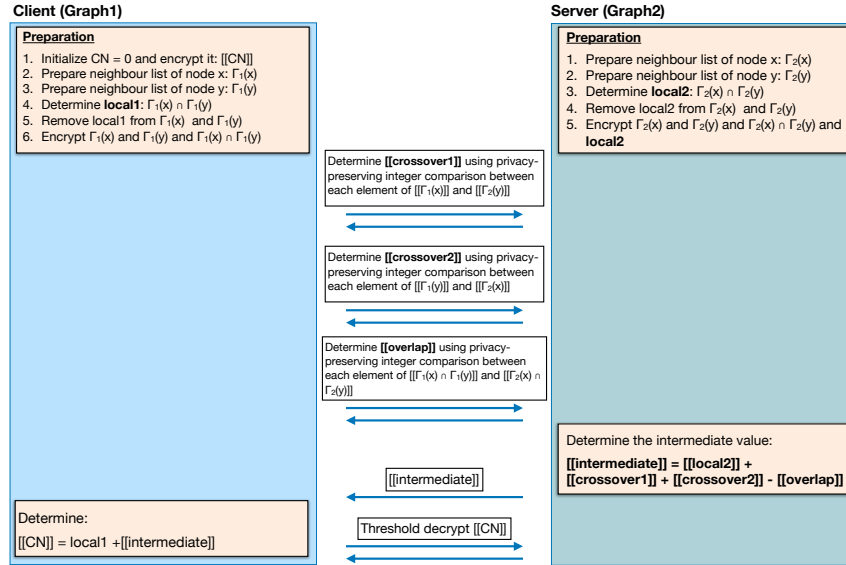 Client (Graph1)
Preparation
1. Initialize CN = 0 and encrypt it: [[CN]]
2. Prepare neighbour list of node x: Γ₁(x)
3. Prepare neighbour list of node y: Γ₁(y)
4. Determine local1: Γ₁(x) ∩ Γ₁(y)
5. Remove local1 from Γ₁(x) and Γ₁(y)
6. Encrypt Γ₁(x) and Γ₁(y) and Γ₁(x) ∩ Γ₁(y)
Server (Graph2)
Preparation
1. Prepare neighbour list of node x: Γ₂(x)
2. Prepare neighbour list of node y: Γ₂(y)
3. Determine local2: Γ₂(x) ∩ Γ₂(y)
4. Remove local2 from Γ₂(x) and Γ₂(y)
5. Encrypt Γ₂(x) and Γ₂(y) and Γ₂(x) ∩ Γ₂(y) and
local2
Determine [[crossover1]] using privacy-
preserving integer comparison between
each element of [[Γ₁(x)]] and [[Γ₂(y)]]
Determine [[crossover2]] using privacy-
preserving integer comparison between
each element of [[Γ₁(y)]] and [[Γ₂(x)]]
Determine [[overlap]] using privacy-
preserving integer comparison between
each element of [[Γ₁(x) ∩ Γ₁(y)]] and [[Γ₂(x) ∩
Γ₂(y)]]
Determine the intermediate value:
[[intermediate]] = [[local2]] +
[[crossover1]] + [[crossover2]] - [[overlap]]
[[intermediate]]
Determine:
[[CN]] = local1 +[[intermediate]]
Threshold decrypt [[CN]]